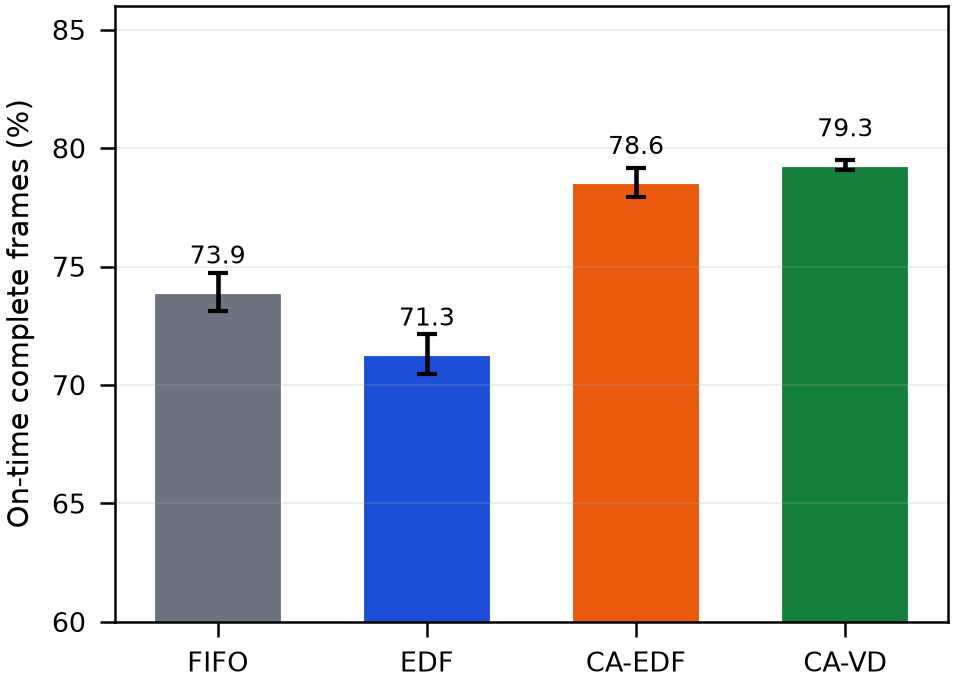 On-time complete frames (%)
85
80
75
70
65
60
73.9
71.3
78.6
79.3
FIFO
EDF
CA-EDF
CA-VD